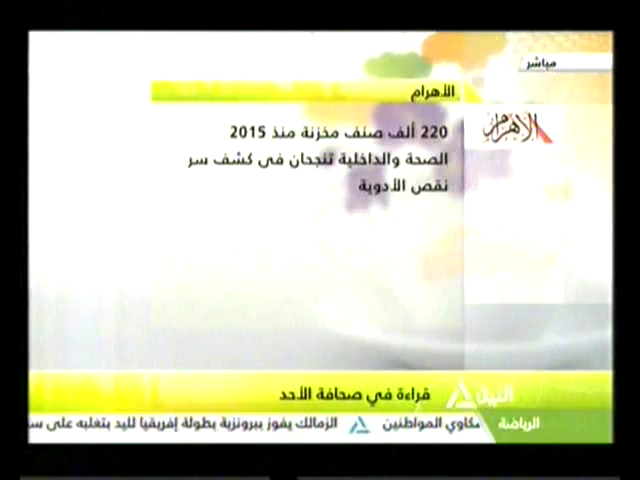 مباشر
الأهرام
الاهرام
220 ألف صنف مخزنة منذ 2015
الصحة والداخلية تنجحان فى كشف سر
نقص الأدوية
النيل
قراءة في صحافة الأحد
الرياضة
مكاوي المواطنين
الزمالك يفوز ببرونزية بطولة إفريقيا لليد بتغلبه على